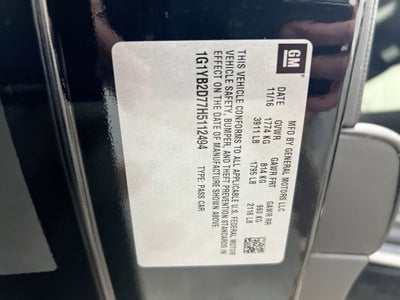 GM
MFD BY GENERAL MOTORS LLC
DATE GVWR GAWR FRT GAWR RR
11/16 1774 KG 814 KG 960 KG
3911 LB 1795 LB 2116 LB
THIS VEHICLE CONFORMS TO ALL APPLICABLE U.S. FEDERAL MOTOR
VEHICLE SAFETY, BUMPER, AND THEFT PREVENTION STANDARDS IN
EFFECT ON THE DATE OF MANUFACTURE SHOWN ABOVE.
1G1YB2D77H5112494
TYPE: PASS CAR